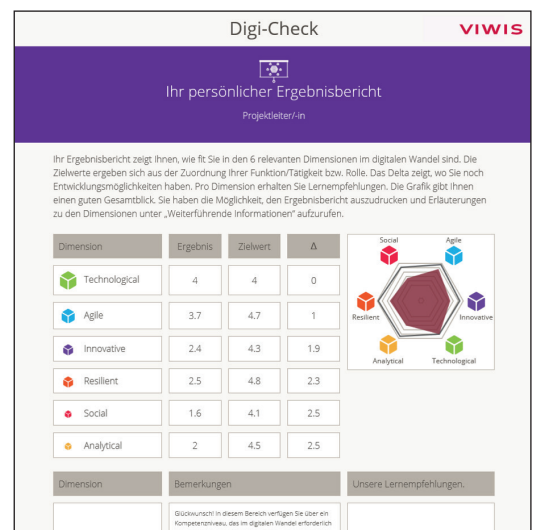 Digi-Check
VIWIS
Ihr persönlicher Ergebnisbericht
Projektleiter/-in
Ihr Ergebnisbericht zeigt Ihnen, wie fit Sie in den 6 relevanten Dimensionen im digitalen Wandel sind. Die
Zielwerte ergeben sich aus der Zuordnung Ihrer Funktion/Tätigkeit bzw. Rolle. Das Delta zeigt, wo Sie noch
Entwicklungsmöglichkeiten haben. Pro Dimension erhalten Sie Lernempfehlungen. Die Grafik gibt Ihnen
einen guten Gesamtblick. Sie haben die Möglichkeit, den Ergebnisbericht auszudrucken und Erläuterungen
zu den Dimensionen unter „Weiterführende Informationen“ aufzurufen.
Dimension Ergebnis Zielwert Δ
Technological 4 4 0
Agile 3.7 4.7 1
Innovative 2.4 4.3 1.9
Resilient 2.5 4.8 2.3
Social 1.6 4.1 2.5
Analytical 2 4.5 2.5
Social Agile
Resilient Innovative
Analytical Technological
Dimension Bemerkungen Unsere Lernempfehlungen.
Glückwunsch! In diesem Bereich verfügen Sie über ein
Kompetenzniveau, das im digitalen Wandel erforderlich